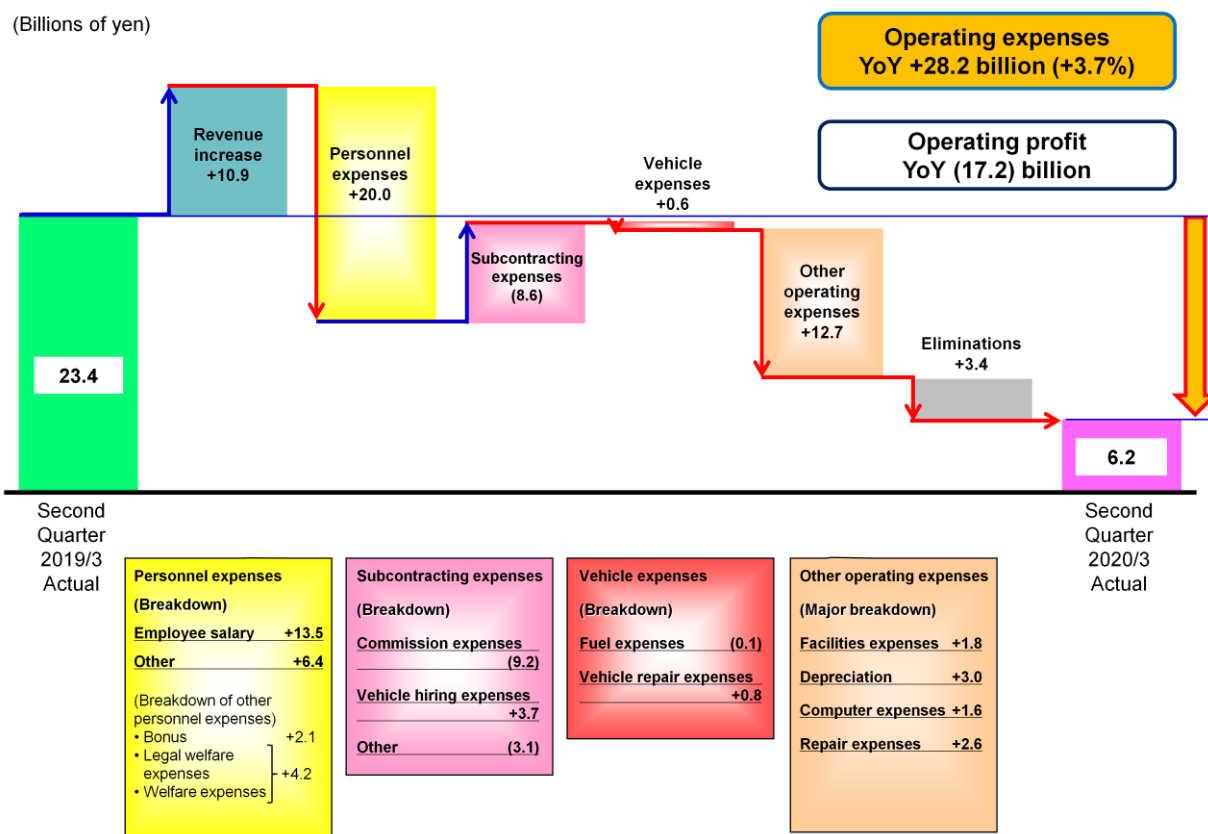 (Billions of yen)
Operating expenses
YoY +28.2 billion (+3.7%)
Operating profit
YoY (17.2) billion
Revenue
increase
+10.9
Personnel
expenses
+20.0
Subcontracting
expenses
(8.6)
Vehicle
expenses
+0.6
Other
operating
expenses
+12.7
Eliminations
+3.4
23.4
6.2
Second
Quarter
2019/3
Actual
Second
Quarter
2020/3
Actual
Personnel expenses
(Breakdown)
Employee salary +13.5
Other +6.4
(Breakdown of other
personnel expenses)
• Bonus +2.1
• Legal welfare
expenses
+4.2
• Welfare expenses
Subcontracting expenses
(Breakdown)
Commission expenses
(9.2)
Vehicle hiring expenses
+3.7
Other (3.1)
Vehicle expenses
(Breakdown)
Fuel expenses (0.1)
Vehicle repair expenses
+0.8
Other operating expenses
(Major breakdown)
Facilities expenses +1.8
Depreciation +3.0
Computer expenses +1.6
Repair expenses +2.6